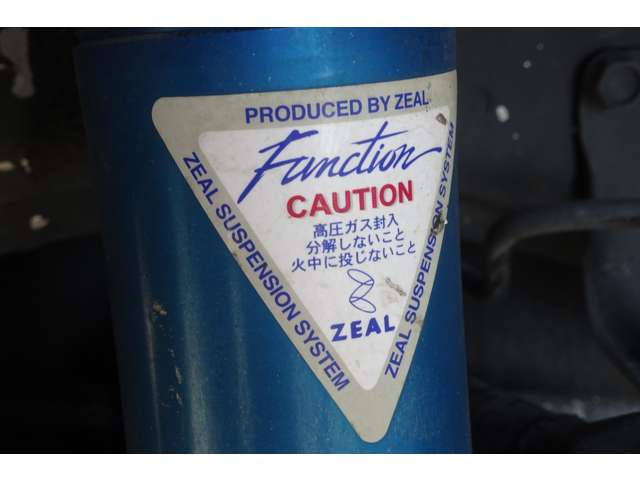 PRODUCED BY ZEAL
Function
CAUTION
高圧ガス封入
分解しないこと
火中に投じないこと
ZEAL
ZEAL SUSPENSION SYSTEM
ZEAL SUSPENSION SYSTEM